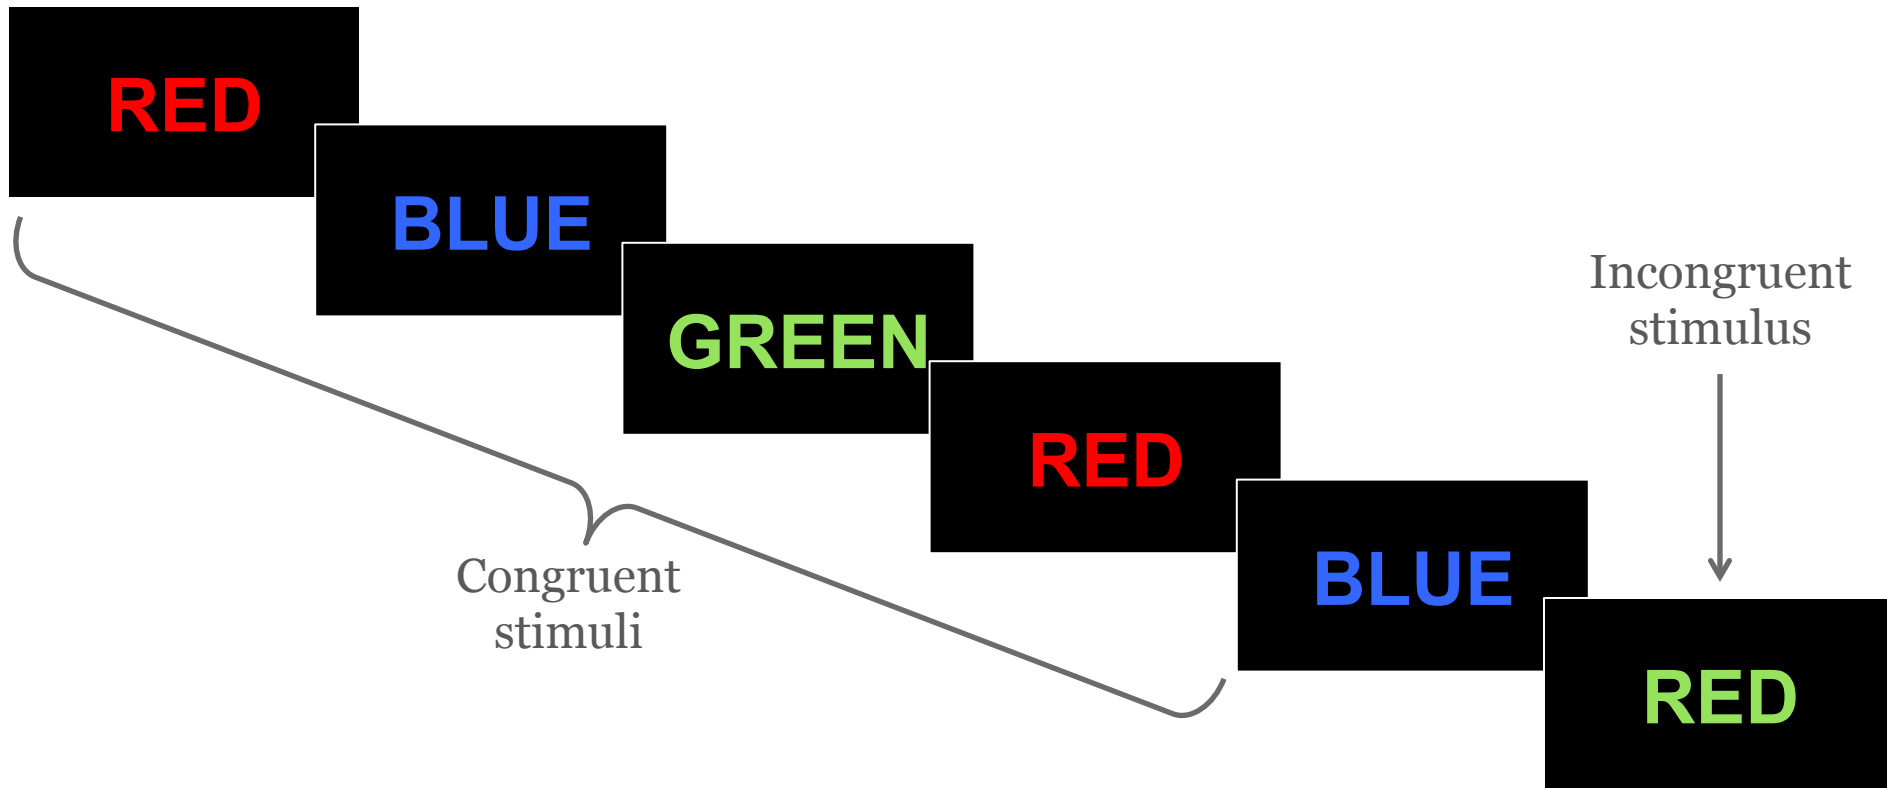 RED
BLUE
GREEN
RED
BLUE
RED
Incongruent
stimulus
Congruent
stimuli